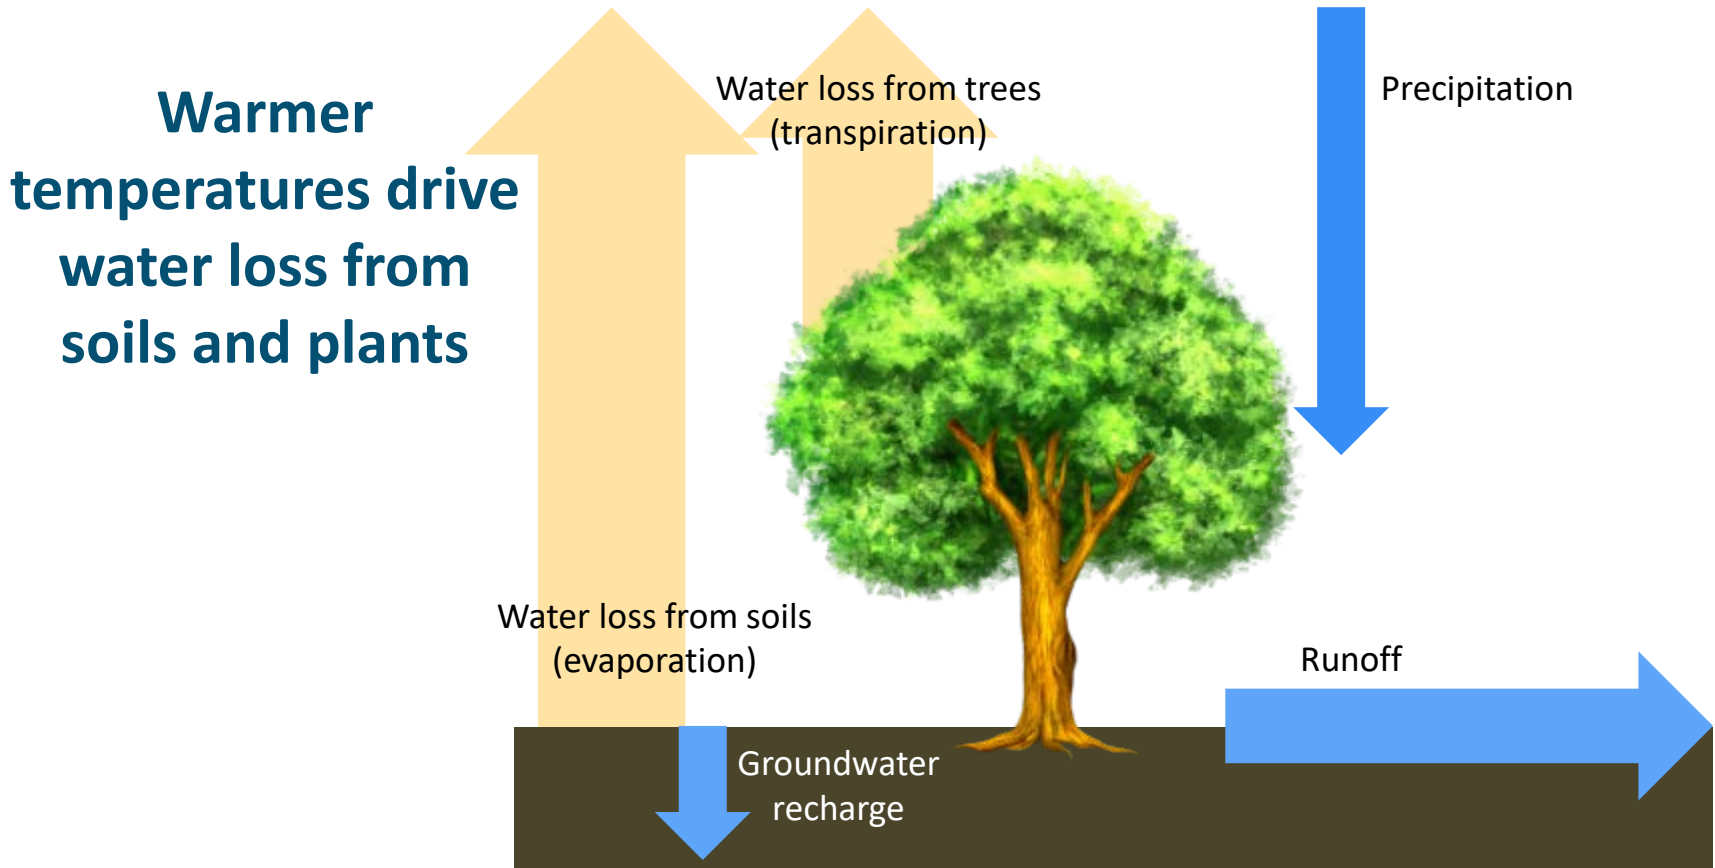 Warmer
temperatures drive
water loss from
soils and plants
Water loss from trees
(transpiration)
Precipitation
Water loss from soils
(evaporation)
Runoff
Groundwater
recharge